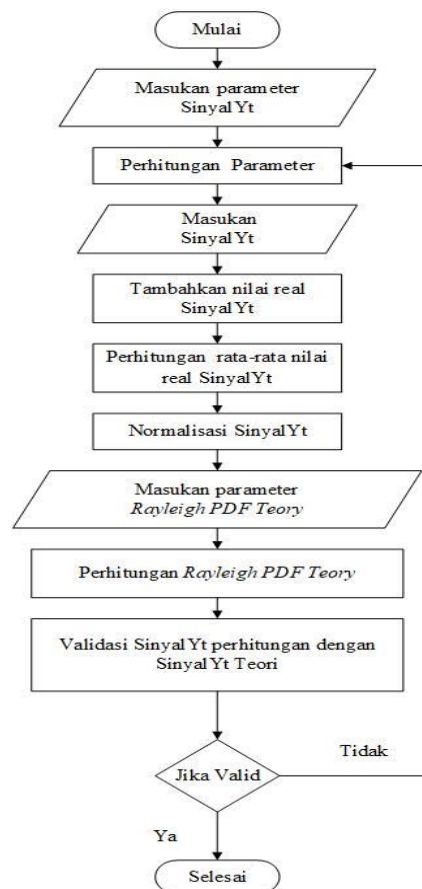 Mulai
Masukan parameter
SinyalYt
Perhitungan Parameter
Masukan
SinyalYt
Tambahkan nilai real
SinyalYt
Perhitungan rata-rata nilai
real SinyalYt
Normalisasi SinyalYt
Masukan parameter
Rayleigh PDF Teory
Perhitungan Rayleigh PDF Teory
Validasi SinyalYt perhitungan dengan
SinyalYt Teori
Jika Valid
Tidak
Ya
Selesai